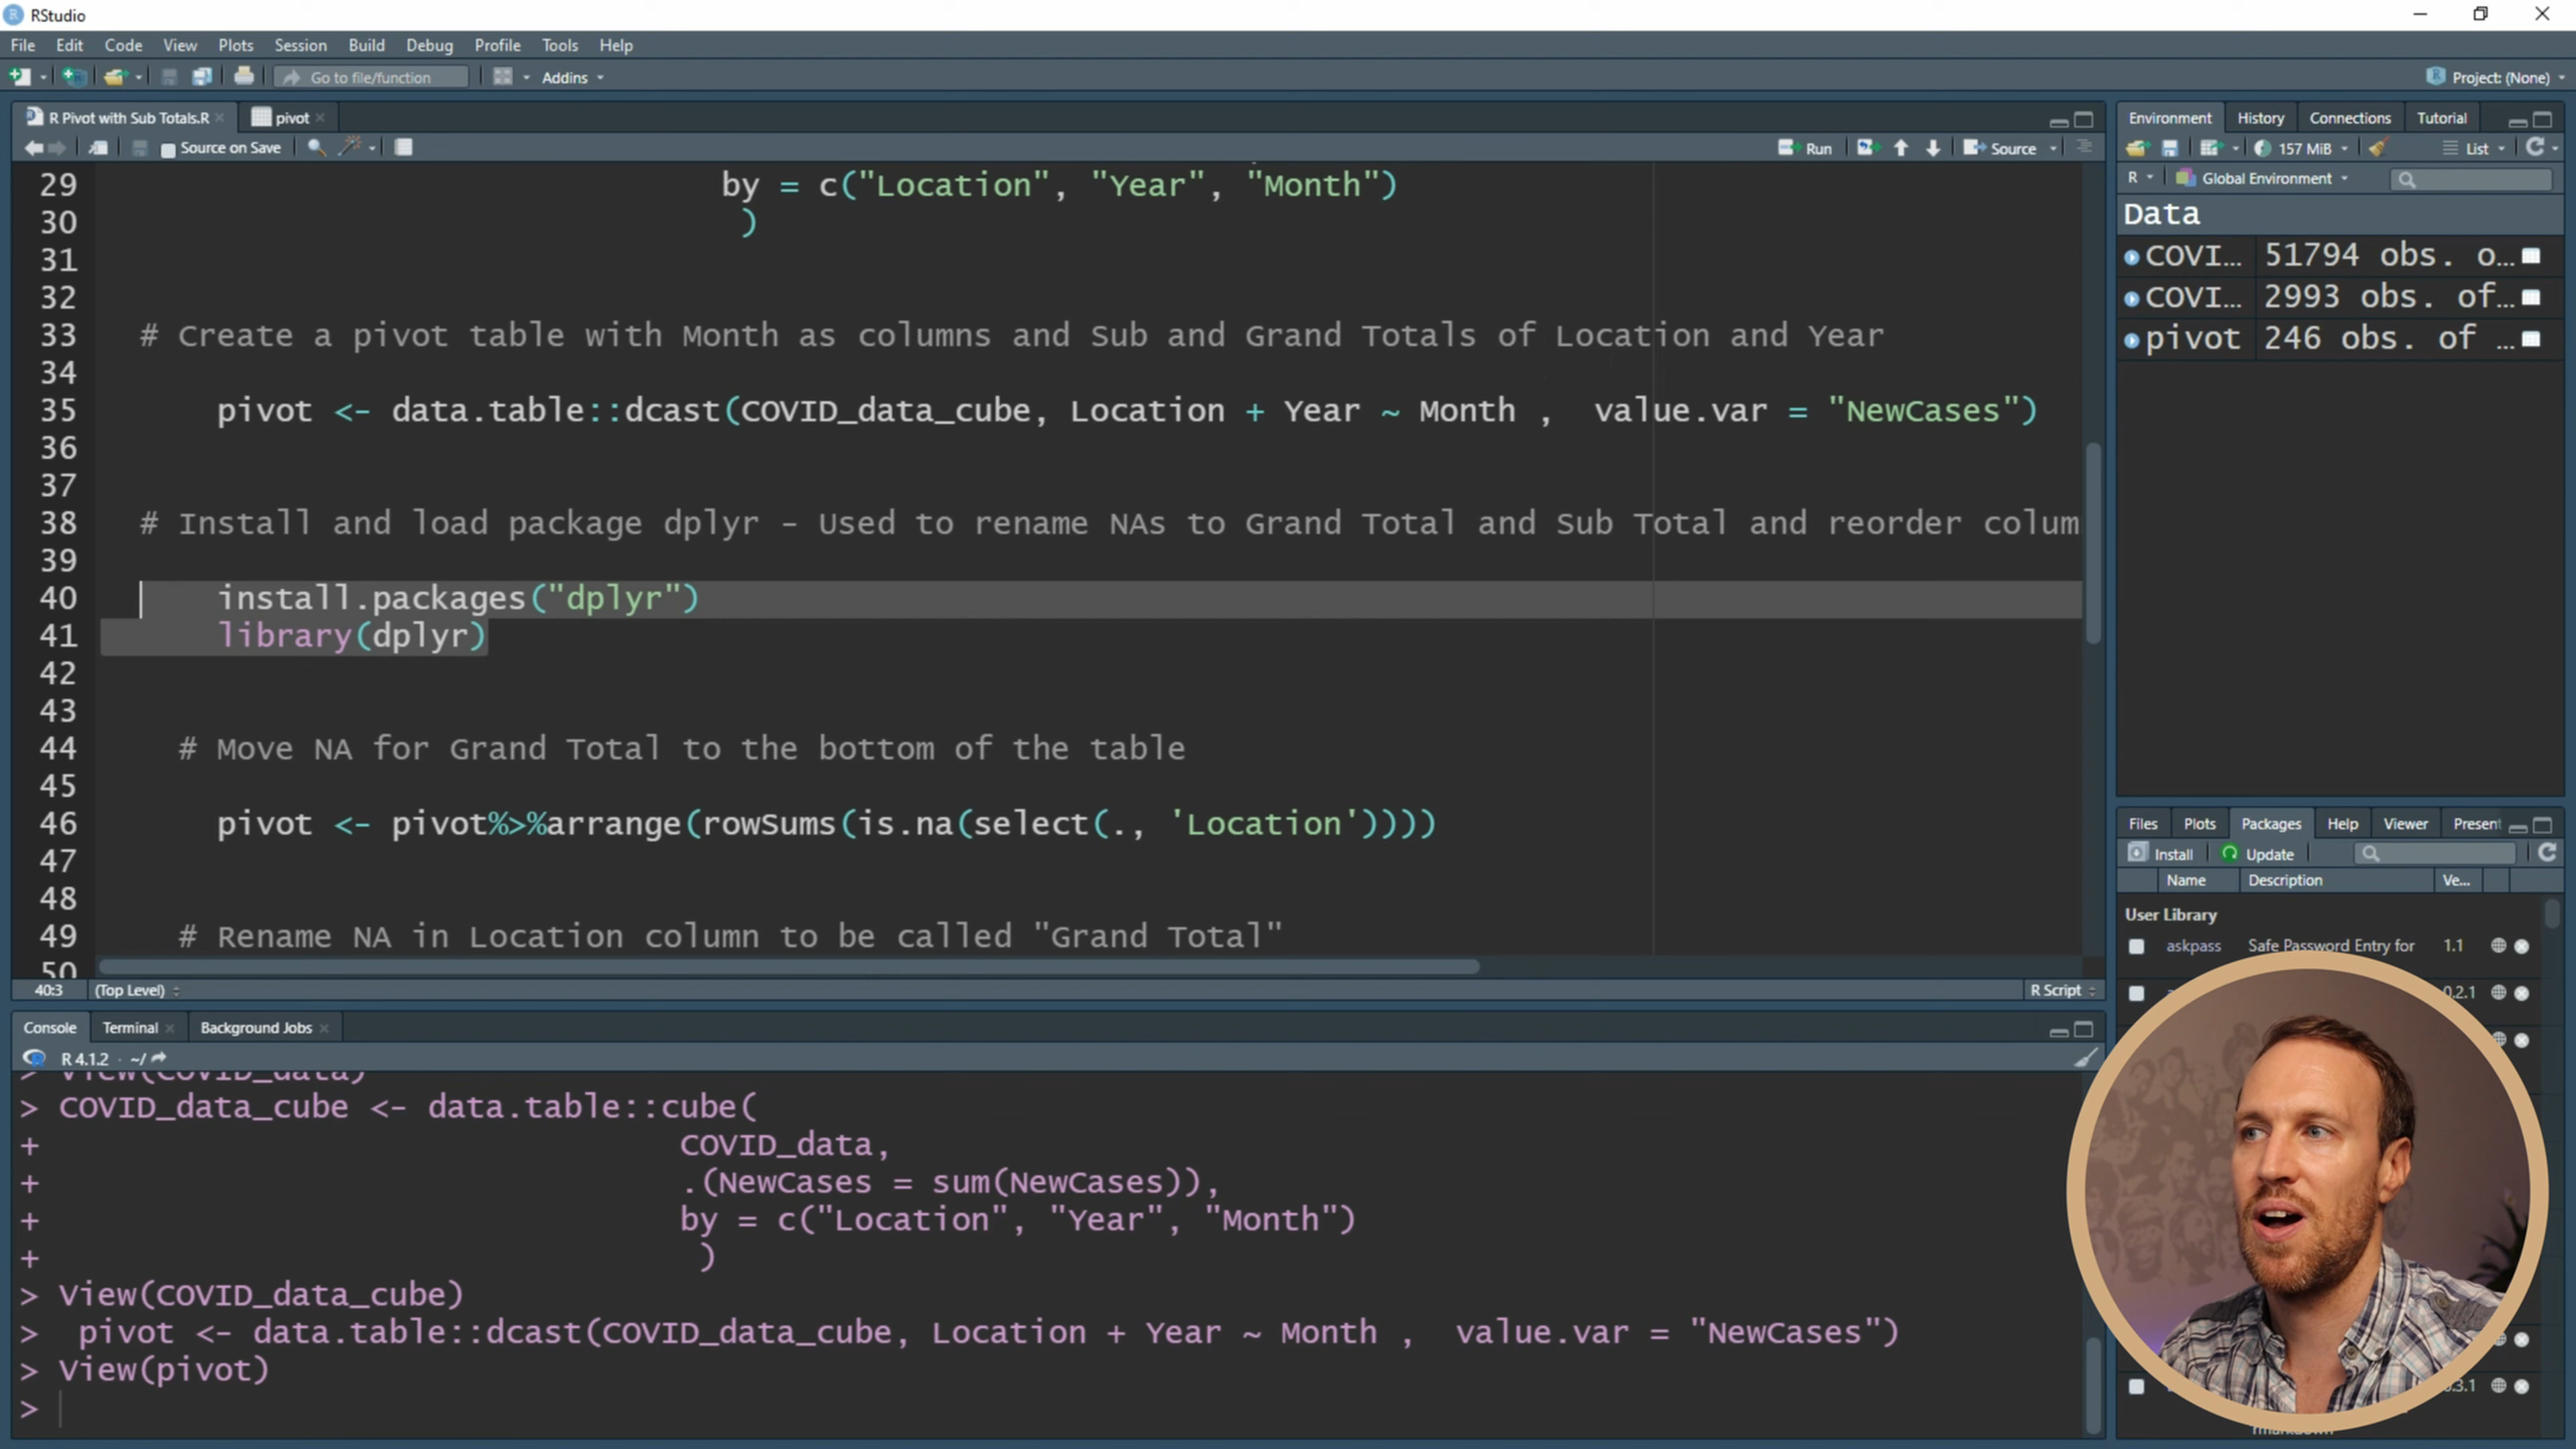 RStudio
File Edit Code View Plots Session Build Debug Profile Tools Help
Go to file/function Addins Project: (None)
R Pivot with Sub Totals.R pivot
Source on Save Run Source
29 by = c("Location", "Year", "Month")
30 )
31
32
33 # Create a pivot table with Month as columns and Sub and Grand Totals of Location and Year
34
35 pivot <- data.table::dcast(COVID_data_cube, Location + Year ~ Month ,  value.var = "NewCases")
36
37
38 # Install and load package dplyr - Used to rename NAs to Grand Total and Sub Total and reorder colum
39
40 install.packages("dplyr")
41 library(dplyr)
42
43
44 # Move NA for Grand Total to the bottom of the table
45
46 pivot <- pivot%>%arrange(rowSums(is.na(select(., 'Location'))))
47
48
49 # Rename NA in Location column to be called "Grand Total"
50
40:3 (Top Level) R Script
Console Terminal Background Jobs
R 4.1.2 · ~/
> View(COVID_data)
> COVID_data_cube <- data.table::cube(
+ COVID_data,
+ .(NewCases = sum(NewCases)),
+ by = c("Location", "Year", "Month")
+ )
> View(COVID_data_cube)
>  pivot <- data.table::dcast(COVID_data_cube, Location + Year ~ Month ,  value.var = "NewCases")
> View(pivot)
>
Environment History Connections Tutorial
157 MiB List
R Global Environment
Data
COVI... 51794 obs. o...
COVI... 2993 obs. of...
pivot 246 obs. of ...
Files Plots Packages Help Viewer Present
Install Update
Name Description Ve...
User Library
askpass Safe Password Entry for 1.1
0.2.1